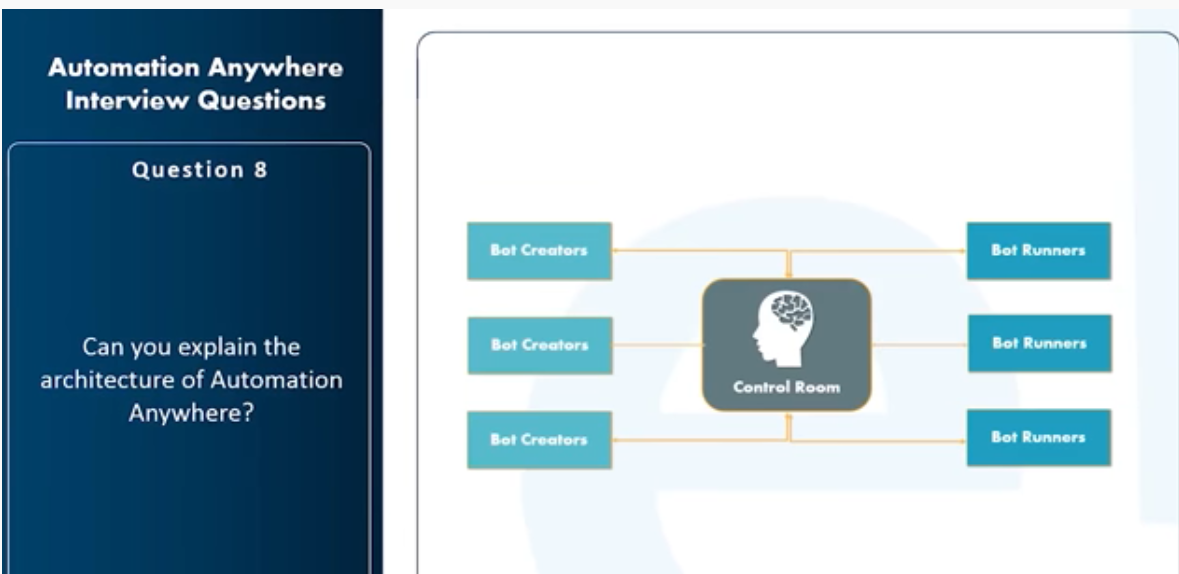 Automation Anywhere
Interview Questions
Question 8
Can you explain the
architecture of Automation
Anywhere?
Bot Creators
Bot Runners
Bot Creators
Control Room
Bot Runners
Bot Creators
Bot Runners